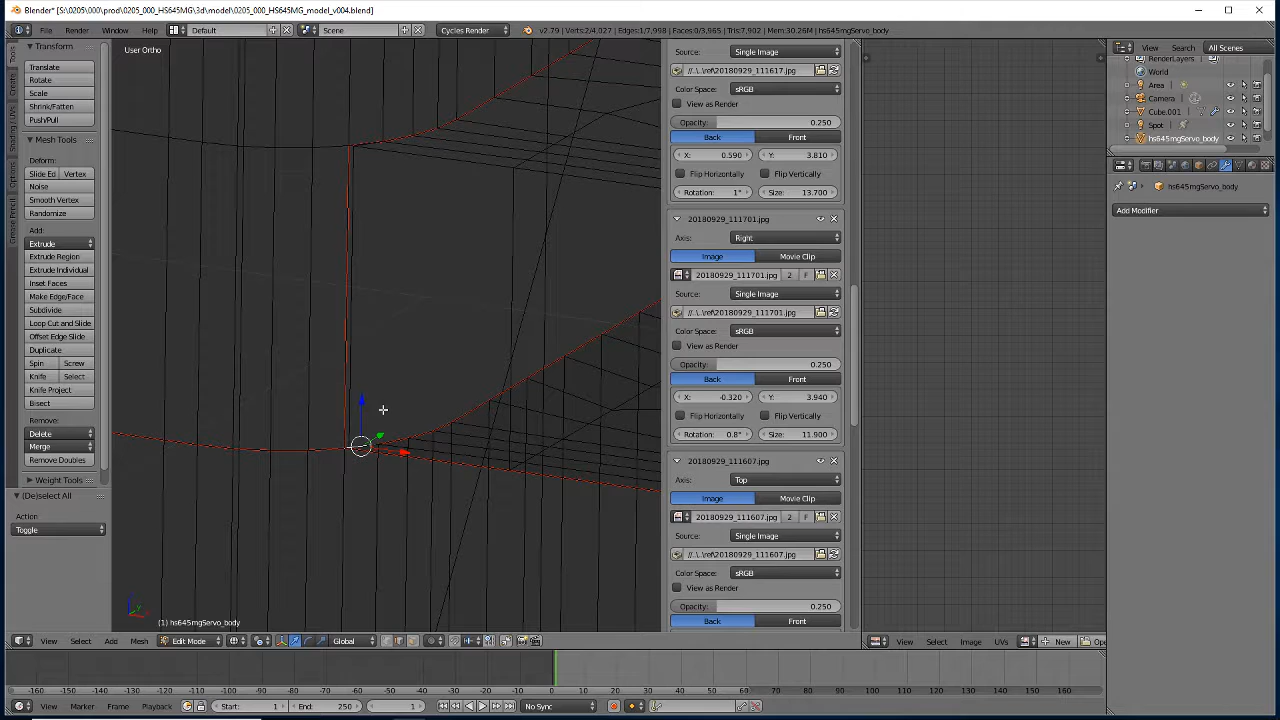 Blender* [S:\0205_000\prod\0205_000_HS645MG\3d\model\0205_000_HS645MG_model_v004.blend]
File Render Window Help Default Scene Cycles Render v2.79 | Verts:2/4,027 | Edges:1/7,998 | Faces:0/3,965 | Tris:7,902 | Mem:30.26M | hs645mgServo_body
Tools
Create
Shading / UVs
Options
Grease Pencil
Transform
Translate
Rotate
Scale
Shrink/Fatten
Push/Pull
Mesh Tools
Deform:
Slide Ed Vertex
Noise
Smooth Vertex
Randomize
Add:
Extrude
Extrude Region
Extrude Individual
Inset Faces
Make Edge/Face
Subdivide
Loop Cut and Slide
Offset Edge Slide
Duplicate
Spin Screw
Knife Select
Knife Project
Bisect
Remove:
Delete
Merge
Remove Doubles
Weight Tools
(De)select All
Action
Toggle
User Ortho
(1) hs645mgServo_body
Source: Single Image
//..\..\ref\20180929_111617.jpg
Color Space: sRGB
View as Render
Opacity: 0.250
Back Front
X: 0.590 Y: 3.810
Flip Horizontally Flip Vertically
Rotation: 1° Size: 13.700
20180929_111701.jpg
Axis: Right
Image Movie Clip
20180929_111701.jpg 2 F
Source: Single Image
//..\..\ref\20180929_111701.jpg
Color Space: sRGB
View as Render
Opacity: 0.250
Back Front
X: -0.320 Y: 3.940
Flip Horizontally Flip Vertically
Rotation: 0.8° Size: 11.900
20180929_111607.jpg
Axis: Top
Image Movie Clip
20180929_111607.jpg 2 F
Source: Single Image
//..\..\ref\20180929_111607.jpg
Color Space: sRGB
View as Render
Opacity: 0.250
Back Front
View Search All Scenes
RenderLayers
World
Area
Camera
Cube.001
Spot
hs645mgServo_body
hs645mgServo_body
Add Modifier
View Select Add Mesh Edit Mode Global
View Select Image UVs New Ope
-160 -150 -140 -130 -120 -110 -100 -90 -80 -70 -60 -50 -40 -30 -20 -10 0 10 20 30 40 50 60 70 80 90 100 110 120 130 140 150 160
View Marker Frame Playback Start: 1 End: 250 1 No Sync